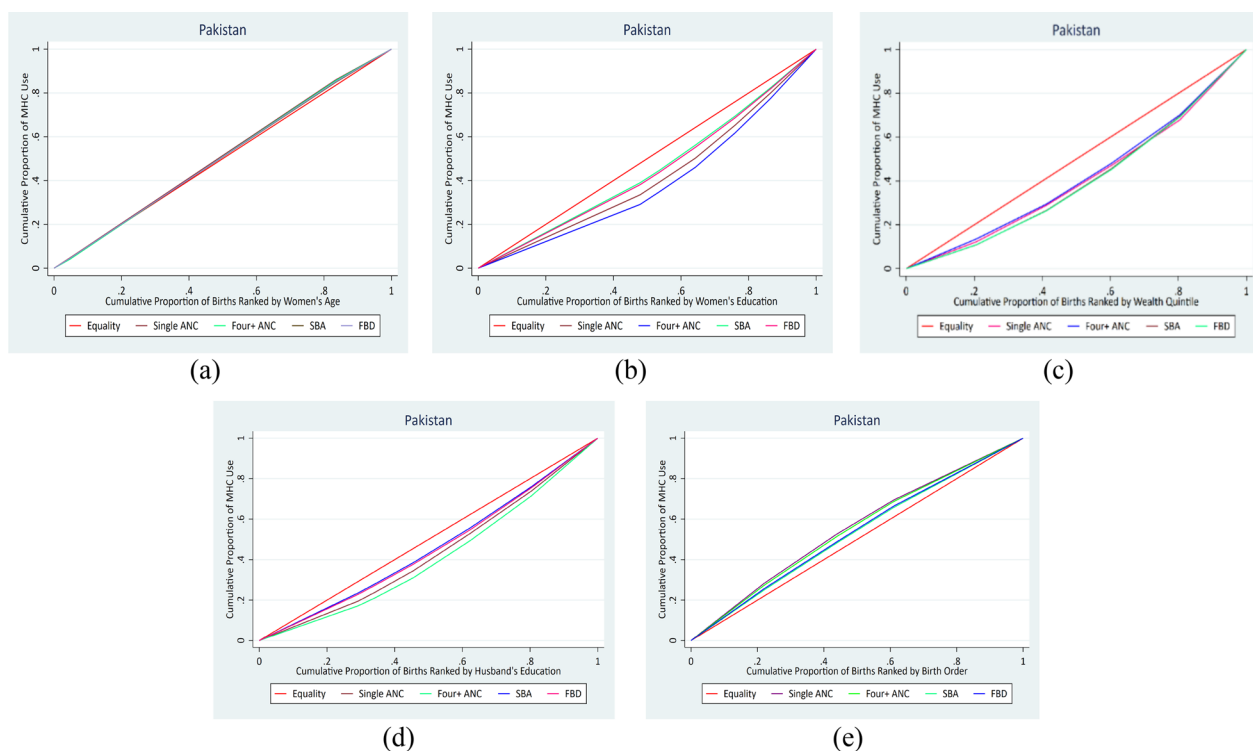 Pakistan
Cumulative Proportion of MHC Use
0 .2 .4 .6 .8 1
0 .2 .4 .6 .8 1
Cumulative Proportion of Births Ranked by Women's Age
Equality Single ANC Four+ ANC SBA FBD
(a)
Pakistan
Cumulative Proportion of MHC Use
0 .2 .4 .6 .8 1
0 .2 .4 .6 .8 1
Cumulative Proportion of Births Ranked by Women's Education
Equality Single ANC Four+ ANC SBA FBD
(b)
Pakistan
Cumulative Proportion of MHC Use
0 .2 .4 .6 .8 1
0 .2 .4 .6 .8 1
Cumulative Proportion of Births Ranked by Wealth Quintile
Equality Single ANC Four+ ANC SBA FBD
(c)
Pakistan
Cumulative Proportion of MHC Use
0 .2 .4 .6 .8 1
0 .2 .4 .6 .8 1
Cumulative Proportion of Births Ranked by Husband's Education
Equality Single ANC Four+ ANC SBA FBD
(d)
Pakistan
Cumulative Proportion of MHC Use
0 .2 .4 .6 .8 1
0 .2 .4 .6 .8 1
Cumulative Proportion of Births Ranked by Birth Order
Equality Single ANC Four+ ANC SBA FBD
(e)